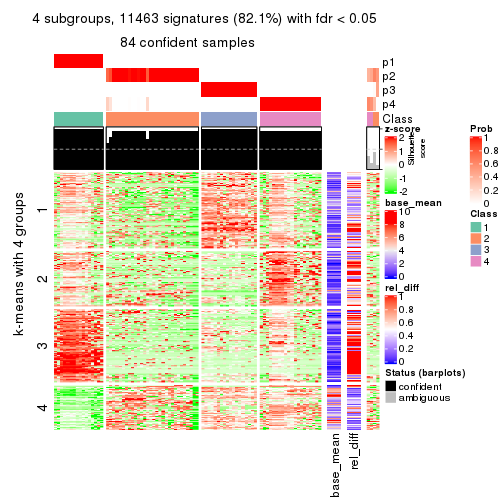 4 subgroups, 11463 signatures (82.1%) with fdr < 0.05
84 confident samples
p1
p2
p3
p4
Class
z-score
2
1
0
-1
-2
Silhouette
score
Prob
1
0.8
0.6
0.4
0.2
0
base_mean
10
8
6
4
2
0
Class
1
2
3
4
rel_diff
1
0.8
0.6
0.4
0.2
0
Status (barplots)
confident
ambiguous
k-means with 4 groups
1
2
3
4
base_mean
rel_diff